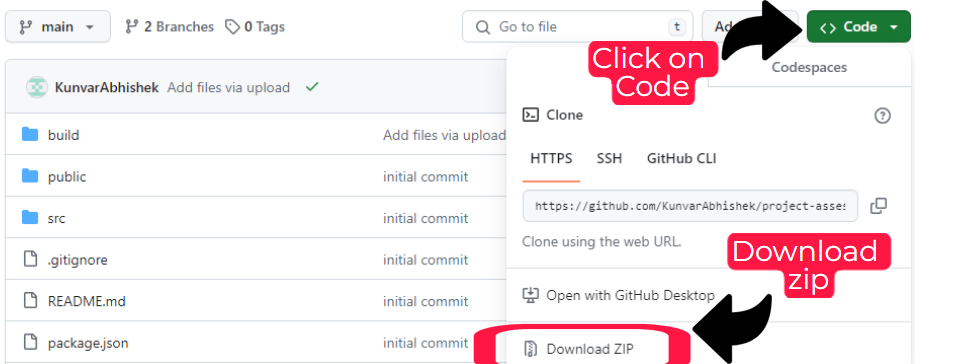 main
2 Branches
0 Tags
Go to file
t
Code
Click on
Code
Codespaces
KunvarAbhishek Add files via upload
Clone
build
Add files via upload
HTTPS SSH GitHub CLI
public
initial commit
https://github.com/KunvarAbhishek/project-asses
src
initial commit
Clone using the web URL.
Download
zip
.gitignore
initial commit
Open with GitHub Desktop
README.md
initial commit
package.json
initial commit
Download ZIP